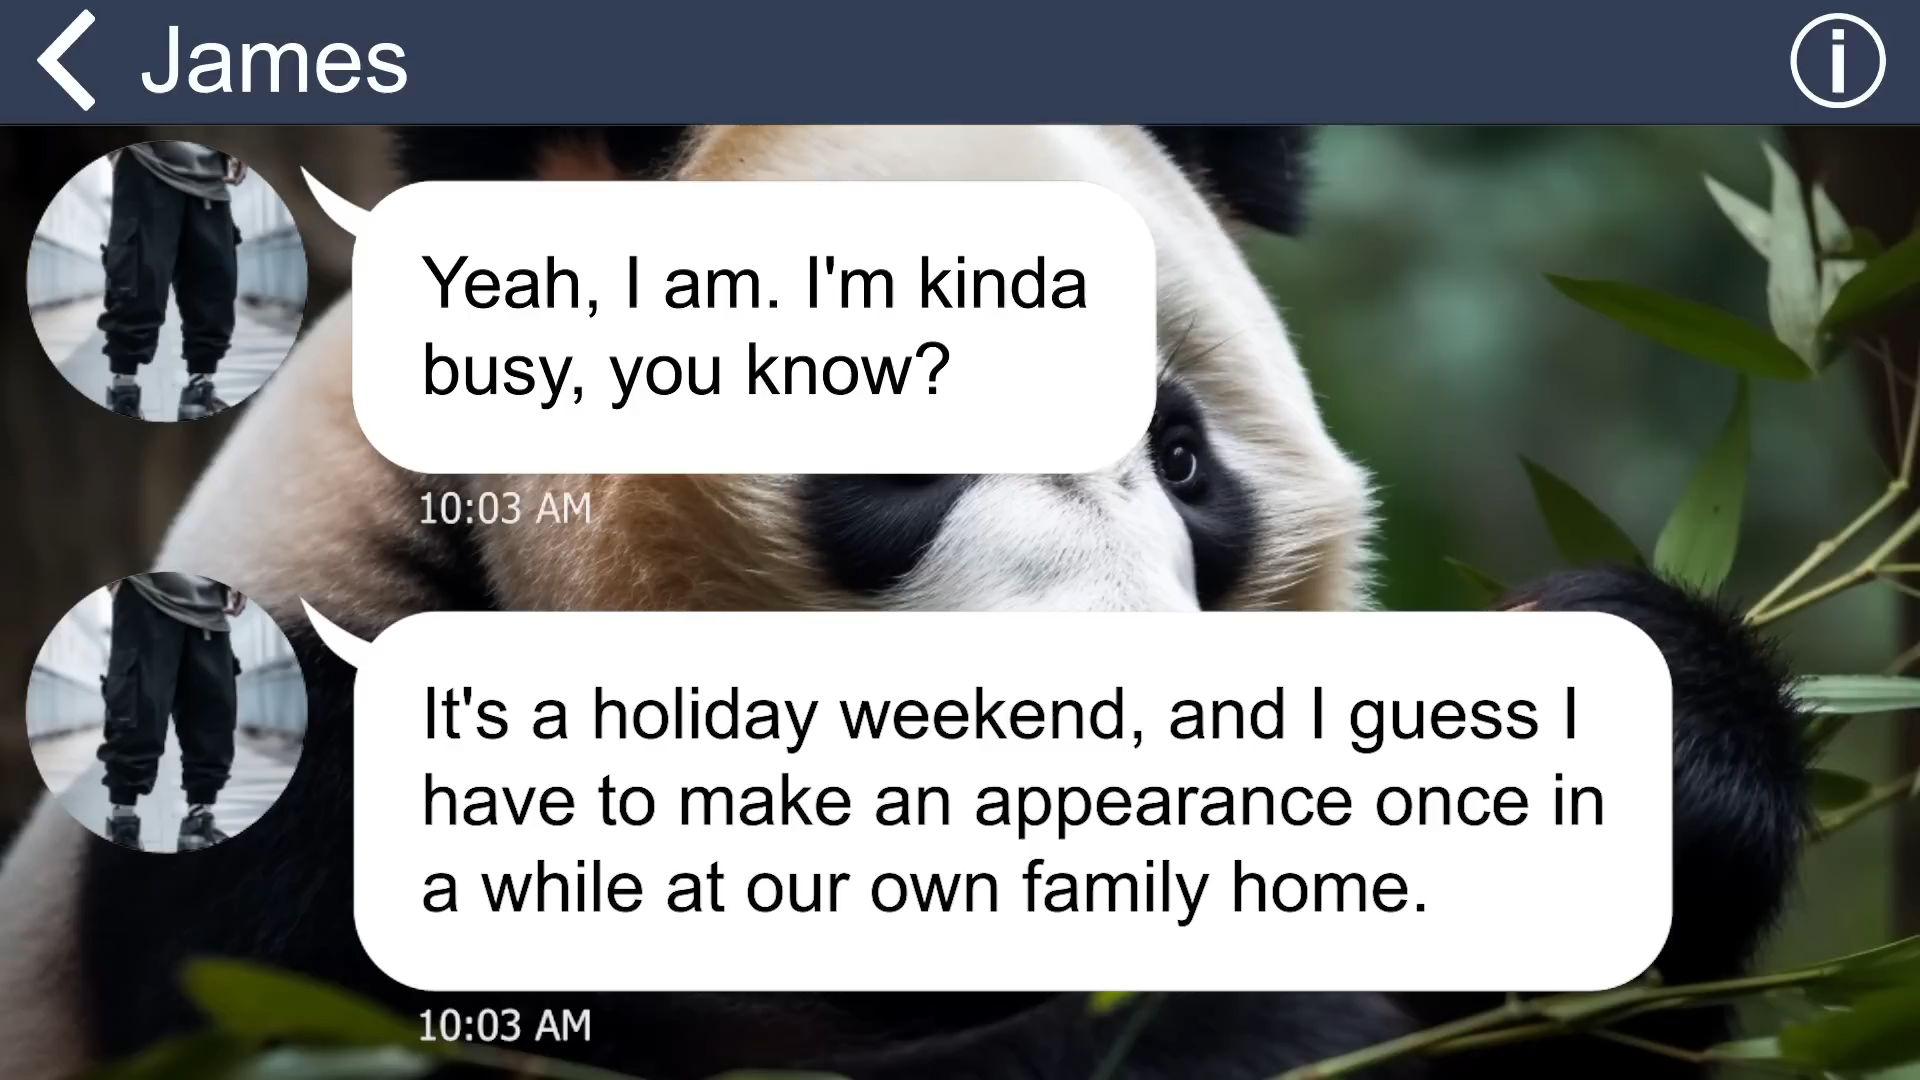 James
Yeah, I am. I'm kinda
busy, you know?
10:03 AM
It's a holiday weekend, and I guess I
have to make an appearance once in
a while at our own family home.
10:03 AM